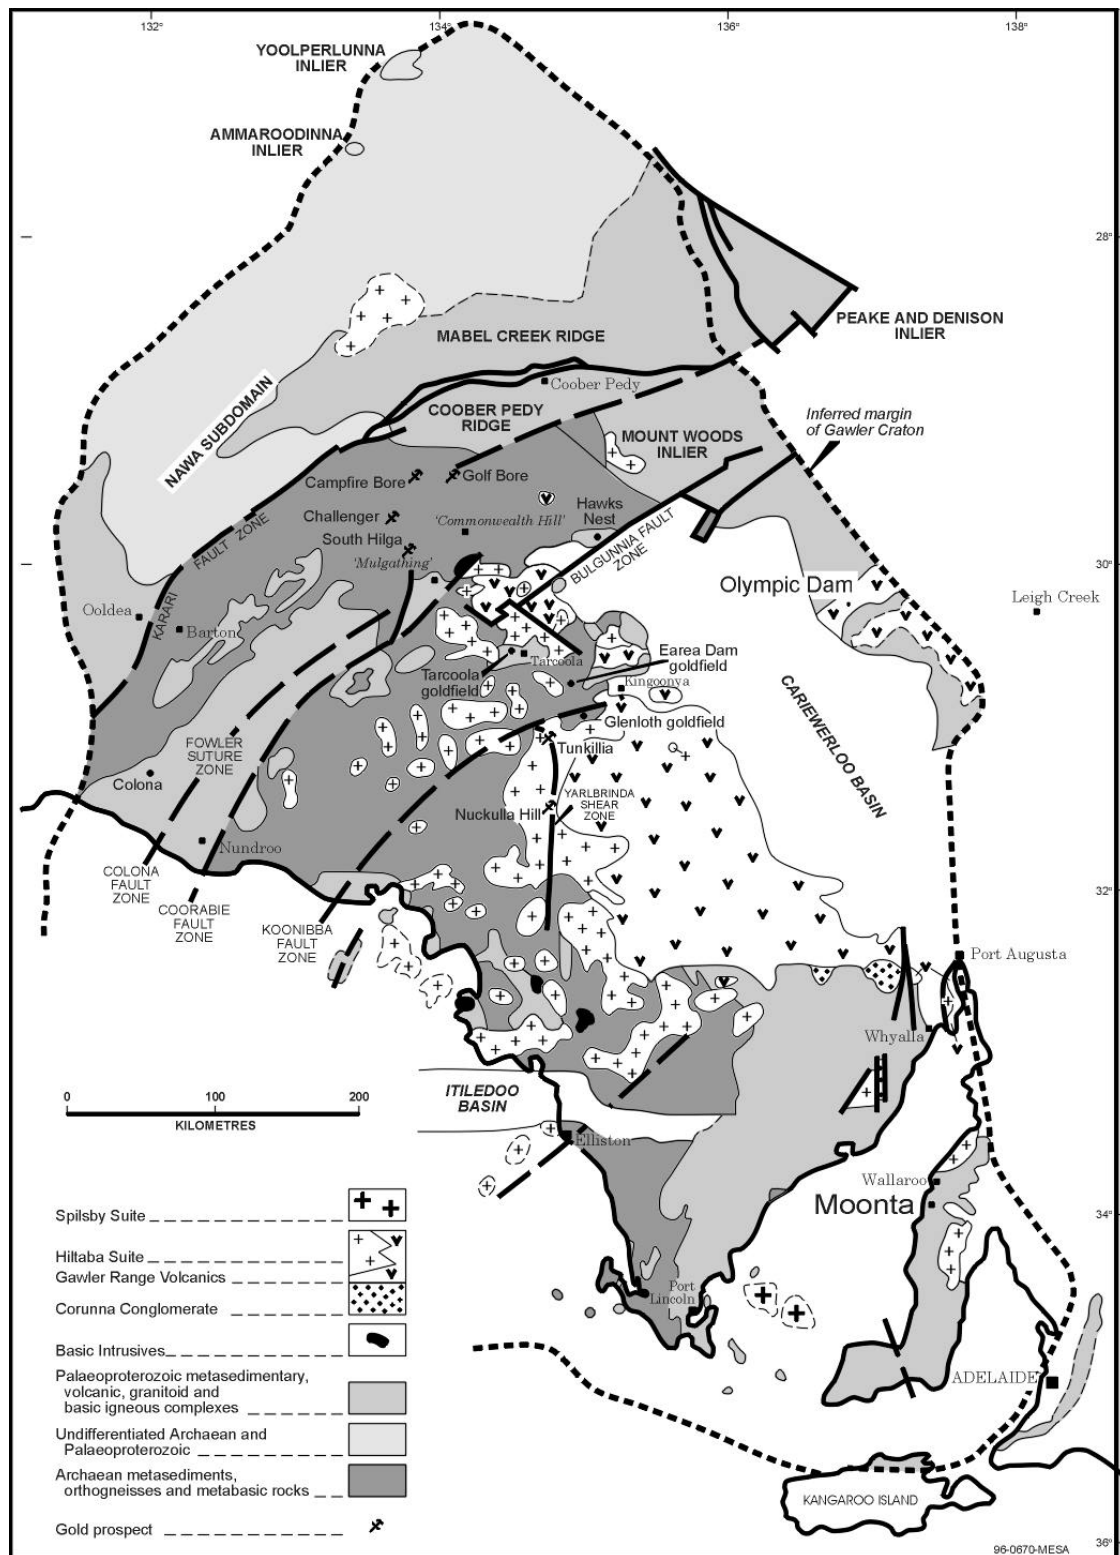 132°
134°
136°
138°
YOOLPERLUNNA
INLIER
AMMAROODINNA
INLIER
28°
PEAKE AND DENISON
INLIER
MABEL CREEK RIDGE
Coober Pedy
NAWA SUBDOMAIN
COOBER PEDY
RIDGE
Inferred margin
of Gawler Craton
MOUNT WOODS
INLIER
Campfire Bore
Golf Bore
Challenger
'Commonwealth Hill'
Hawks
Nest
South Hilga
'Mulgathing'
KARARI
FAULT ZONE
BULGUNNIA FAULT
ZONE
30°
Olympic Dam
Leigh Creek
Ooldea
Barton
Earea Dam
goldfield
Tarcoola
Tarcoola
goldfield
Kingoonya
CARIEWERLOO BASIN
Glenloth goldfield
FOWLER
SUTURE
ZONE
Tunkillia
Colona
YARLBRINDA
SHEAR
ZONE
Nuckulla Hill
Nundroo
COLONA
FAULT
ZONE
COORABIE
FAULT
ZONE
KOONIBBA
FAULT
ZONE
32°
Port Augusta
Whyalla
ITILEDOO
BASIN
0
100
200
KILOMETRES
Elliston
Wallaroo
Moonta
34°
Port
Lincoln
ADELAIDE
KANGAROO ISLAND
36°
Spilsby Suite
Hiltaba Suite
Gawler Range Volcanics
Corunna Conglomerate
Basic Intrusives
Palaeoproterozoic metasedimentary,
volcanic, granitoid and
basic igneous complexes
Undifferentiated Archaean and
Palaeoproterozoic
Archaean metasediments,
orthogneisses and metabasic rocks
Gold prospect
96-0670-MESA